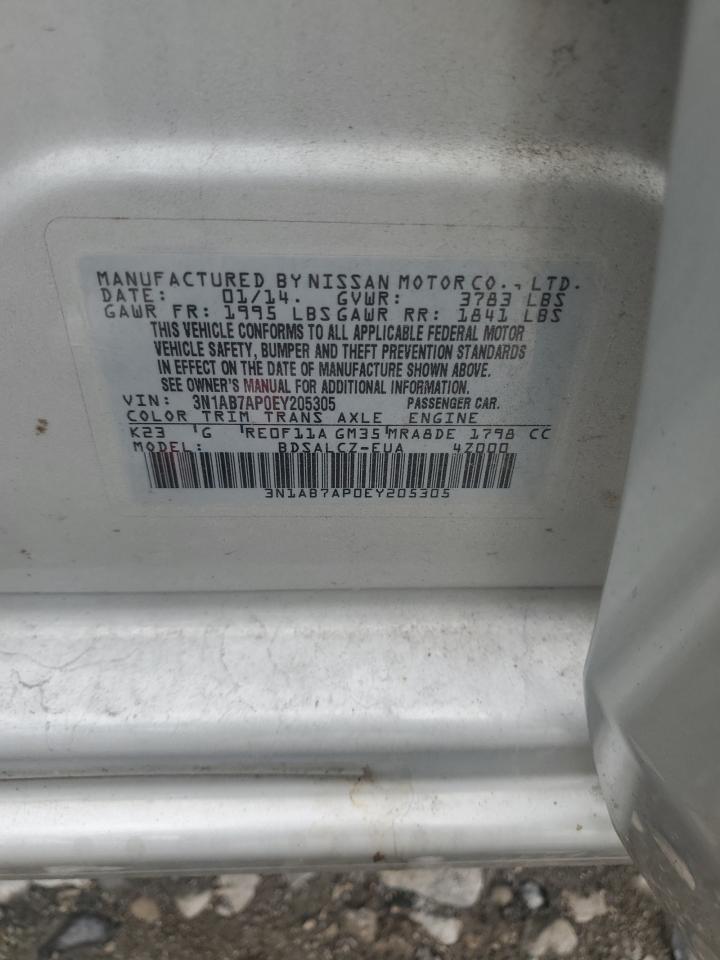 MANUFACTURED BY NISSAN MOTOR CO., LTD.
DATE: 01/14. GVWR: 3783 LBS
GAWR FR: 1995 LBS GAWR RR: 1841 LBS
THIS VEHICLE CONFORMS TO ALL APPLICABLE FEDERAL MOTOR
VEHICLE SAFETY, BUMPER AND THEFT PREVENTION STANDARDS
IN EFFECT ON THE DATE OF MANUFACTURE SHOWN ABOVE.
SEE OWNER'S MANUAL FOR ADDITIONAL INFORMATION.
VIN: 3N1AB7AP0EY205305 PASSENGER CAR.
COLOR TRIM TRANS AXLE ENGINE
K23 G RE0F11A GM35 MRA8DE 1798 CC
MODEL: BDSALCZ-EUA 4Z000
3N1AB7AP0EY205305